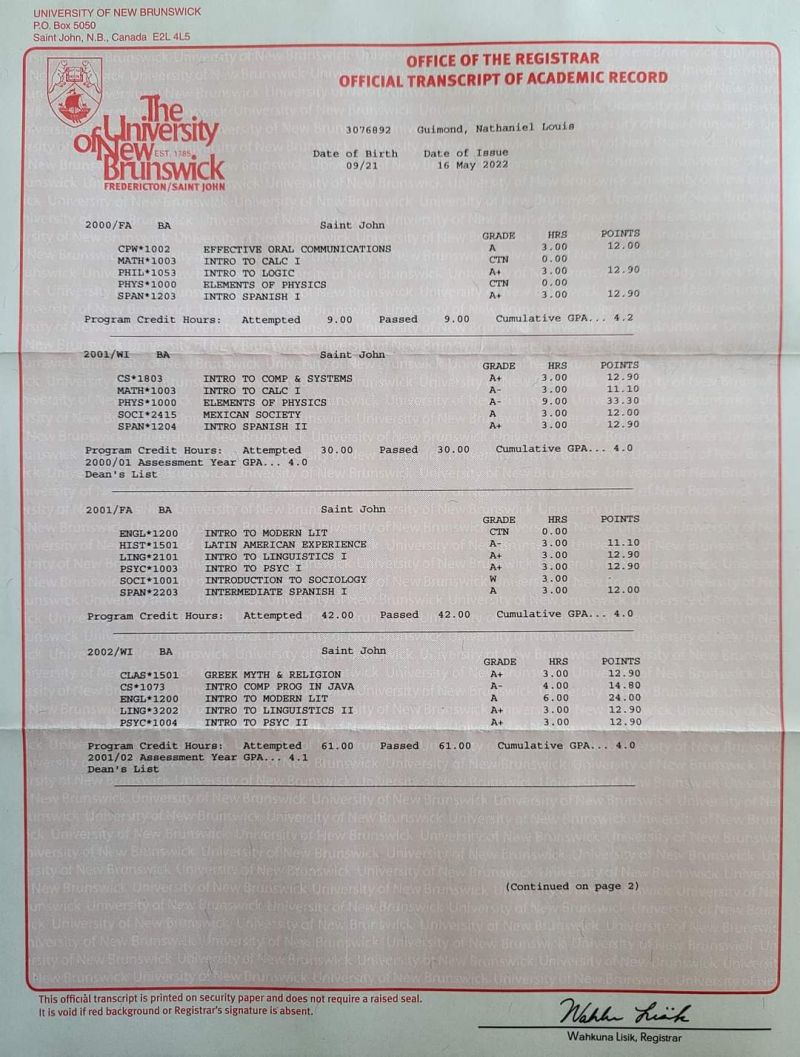 UNIVERSITY OF NEW BRUNSWICK
P.O. Box 5050
Saint John, N.B., Canada E2L 4L5
OFFICE OF THE REGISTRAR
OFFICIAL TRANSCRIPT OF ACADEMIC RECORD
The
University
of New EST. 1785
Brunswick
FREDERICTON/SAINT JOHN
3076892 Guimond, Nathaniel Louis
Date of Birth Date of Issue
09/21 16 May 2022
2000/FA BA Saint John
GRADE HRS POINTS
CPW*1002 EFFECTIVE ORAL COMMUNICATIONS A 3.00 12.00
MATH*1003 INTRO TO CALC I CTN 0.00
PHIL*1053 INTRO TO LOGIC A+ 3.00 12.90
PHYS*1000 ELEMENTS OF PHYSICS CTN 0.00
SPAN*1203 INTRO SPANISH I A+ 3.00 12.90
Program Credit Hours: Attempted 9.00 Passed 9.00 Cumulative GPA... 4.2
2001/WI BA Saint John
GRADE HRS POINTS
CS*1803 INTRO TO COMP & SYSTEMS A+ 3.00 12.90
MATH*1003 INTRO TO CALC I A- 3.00 11.10
PHYS*1000 ELEMENTS OF PHYSICS A- 9.00 33.30
SOCI*2415 MEXICAN SOCIETY A 3.00 12.00
SPAN*1204 INTRO SPANISH II A+ 3.00 12.90
Program Credit Hours: Attempted 30.00 Passed 30.00 Cumulative GPA... 4.0
2000/01 Assessment Year GPA... 4.0
Dean's List
2001/FA BA Saint John
GRADE HRS POINTS
ENGL*1200 INTRO TO MODERN LIT CTN 0.00
HIST*1501 LATIN AMERICAN EXPERIENCE A- 3.00 11.10
LING*2101 INTRO TO LINGUISTICS I A+ 3.00 12.90
PSYC*1003 INTRO TO PSYC I A+ 3.00 12.90
SOCI*1001 INTRODUCTION TO SOCIOLOGY W 3.00
SPAN*2203 INTERMEDIATE SPANISH I A 3.00 12.00
Program Credit Hours: Attempted 42.00 Passed 42.00 Cumulative GPA... 4.0
2002/WI BA Saint John
GRADE HRS POINTS
CLAS*1501 GREEK MYTH & RELIGION A+ 3.00 12.90
CS*1073 INTRO COMP PROG IN JAVA A- 4.00 14.80
ENGL*1200 INTRO TO MODERN LIT A 6.00 24.00
LING*3202 INTRO TO LINGUISTICS II A+ 3.00 12.90
PSYC*1004 INTRO TO PSYC II A+ 3.00 12.90
Program Credit Hours: Attempted 61.00 Passed 61.00 Cumulative GPA... 4.0
2001/02 Assessment Year GPA... 4.1
Dean's List
(Continued on page 2)
This official transcript is printed on security paper and does not require a raised seal.
It is void if red background or Registrar's signature is absent.
Wahkuna Lisik, Registrar